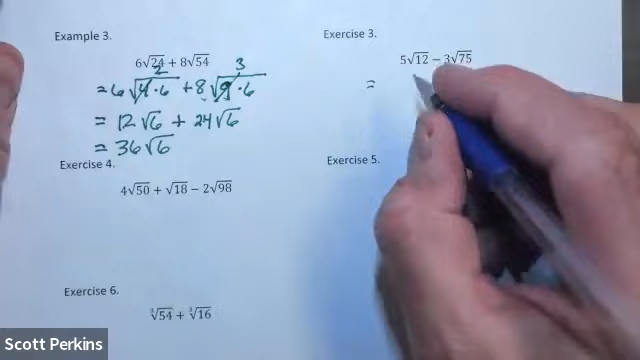 Example 3.
6√24 + 8√54
= 6√4·6 + 8√9·6
2 3
= 12√6 + 24√6
= 36√6
Exercise 3.
5√12 − 3√75
=
Exercise 4.
4√50 + √18 − 2√98
Exercise 5.
Exercise 6.
∛54 + ∛16
Scott Perkins